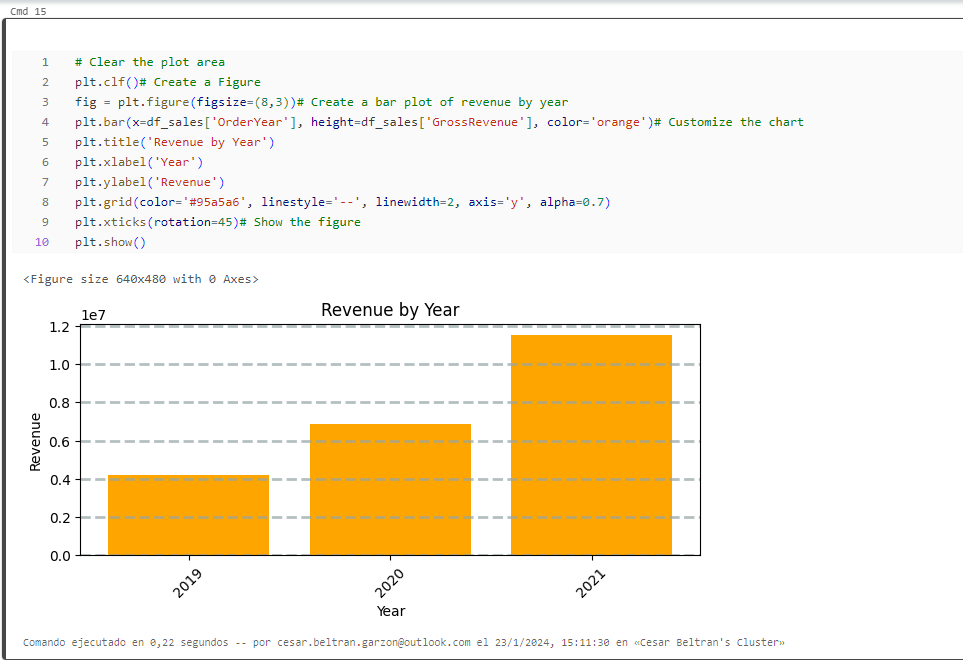 Cmd 15
1 # Clear the plot area
2 plt.clf()# Create a Figure
3 fig = plt.figure(figsize=(8,3))# Create a bar plot of revenue by year
4 plt.bar(x=df_sales['OrderYear'], height=df_sales['GrossRevenue'], color='orange')# Customize the chart
5 plt.title('Revenue by Year')
6 plt.xlabel('Year')
7 plt.ylabel('Revenue')
8 plt.grid(color='#95a5a6', linestyle='--', linewidth=2, axis='y', alpha=0.7)
9 plt.xticks(rotation=45)# Show the figure
10 plt.show()
<Figure size 640x480 with 0 Axes>
Revenue by Year
1e7
1.2
1.0
0.8
0.6
0.4
0.2
0.0
Revenue
2019 2020 2021
Year
Comando ejecutado en 0,22 segundos -- por cesar.beltran.garzon@outlook.com el 23/1/2024, 15:11:30 en «Cesar Beltran's Cluster»